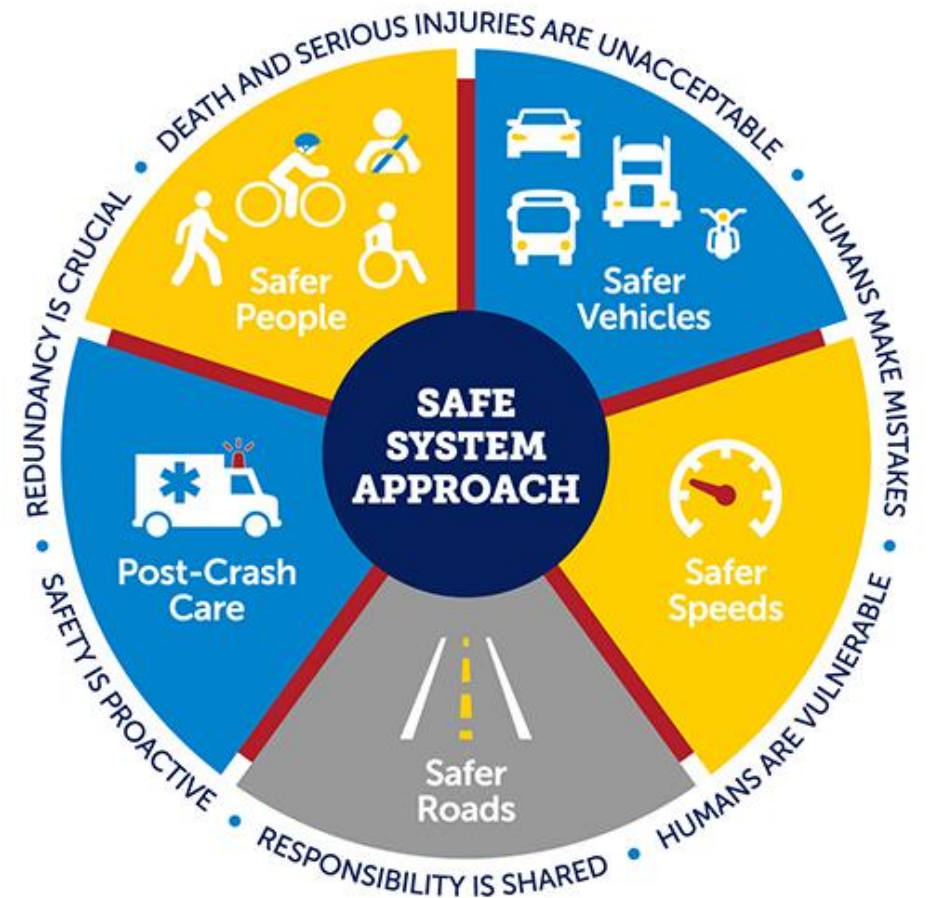 DEATH AND SERIOUS INJURIES ARE UNACCEPTABLE
HUMANS MAKE MISTAKES
HUMANS ARE VULNERABLE
RESPONSIBILITY IS SHARED
SAFETY IS PROACTIVE
REDUNDANCY IS CRUCIAL
Safer
People
Safer
Vehicles
SAFE
SYSTEM
APPROACH
Post-Crash
Care
Safer
Speeds
Safer
Roads